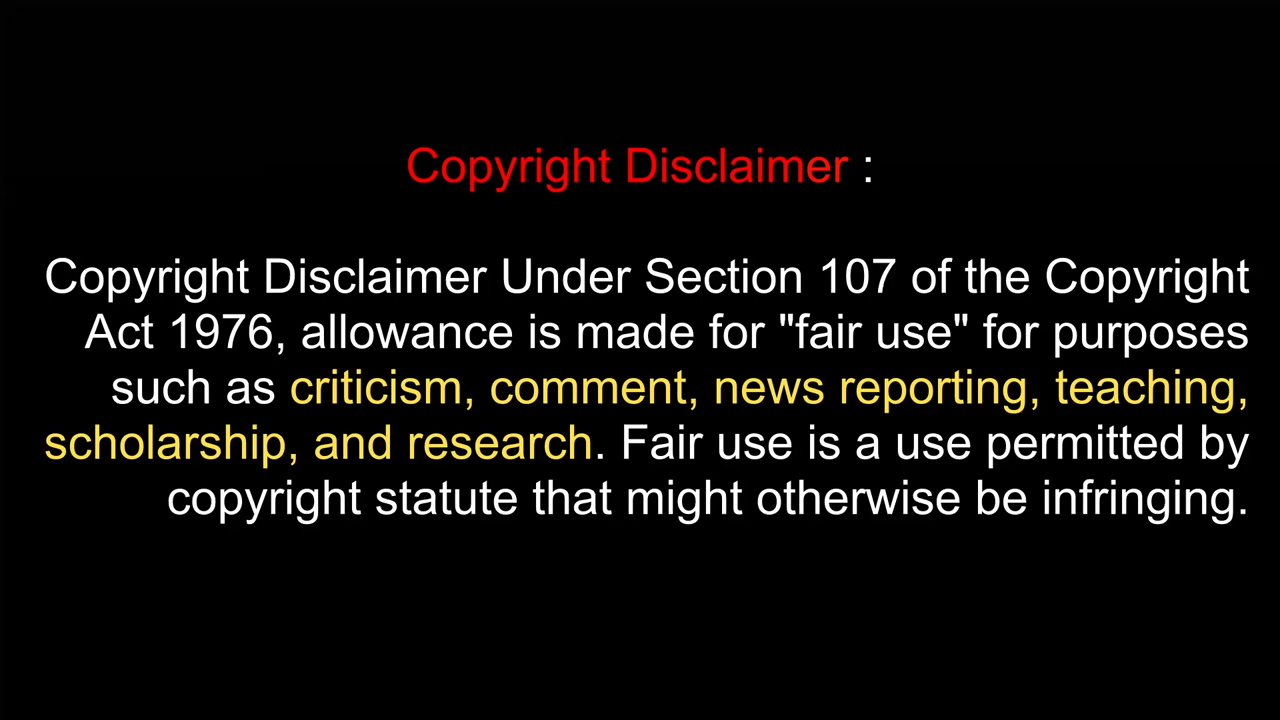 Copyright Disclaimer :
Copyright Disclaimer Under Section 107 of the Copyright
Act 1976, allowance is made for "fair use" for purposes
such as criticism, comment, news reporting, teaching,
scholarship, and research. Fair use is a use permitted by
copyright statute that might otherwise be infringing.